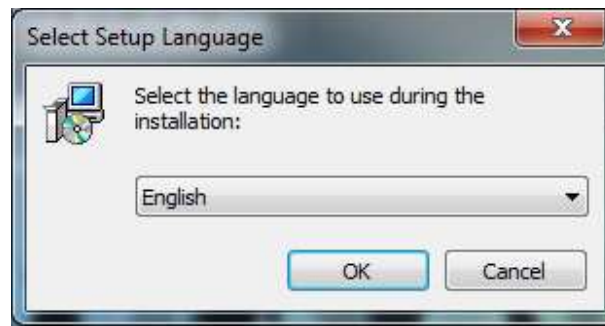 Select Setup Language
Select the language to use during the
installation:
English
OK
Cancel